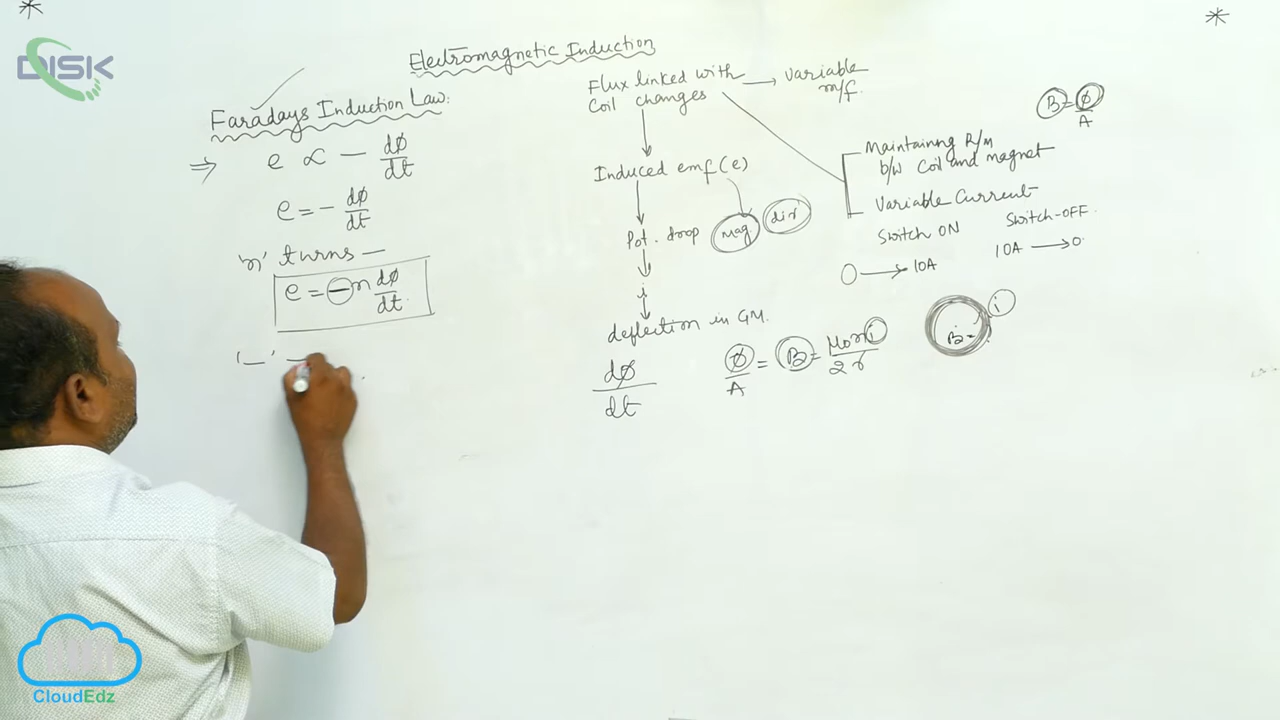 *
*
DISK
Electromagnetic Induction
Faradays Induction Law:
⇒ e ∝ - dφ/dt
e = - dφ/dt
'n' turns —
e = - n dφ/dt
'-' —
Flux linked with
coil changes
→ variable
m/f.
Induced emf (e)
Pot. drop mag dirⁿ
i
deflection in GM.
dφ/dt
φ/A = B = μ₀ni/2r
B = φ/A
Maintaining R/M
b/w coil and magnet
Variable Current
Switch ON
0 → 10A
Switch-OFF.
10A → 0
B =
i
CloudEdz